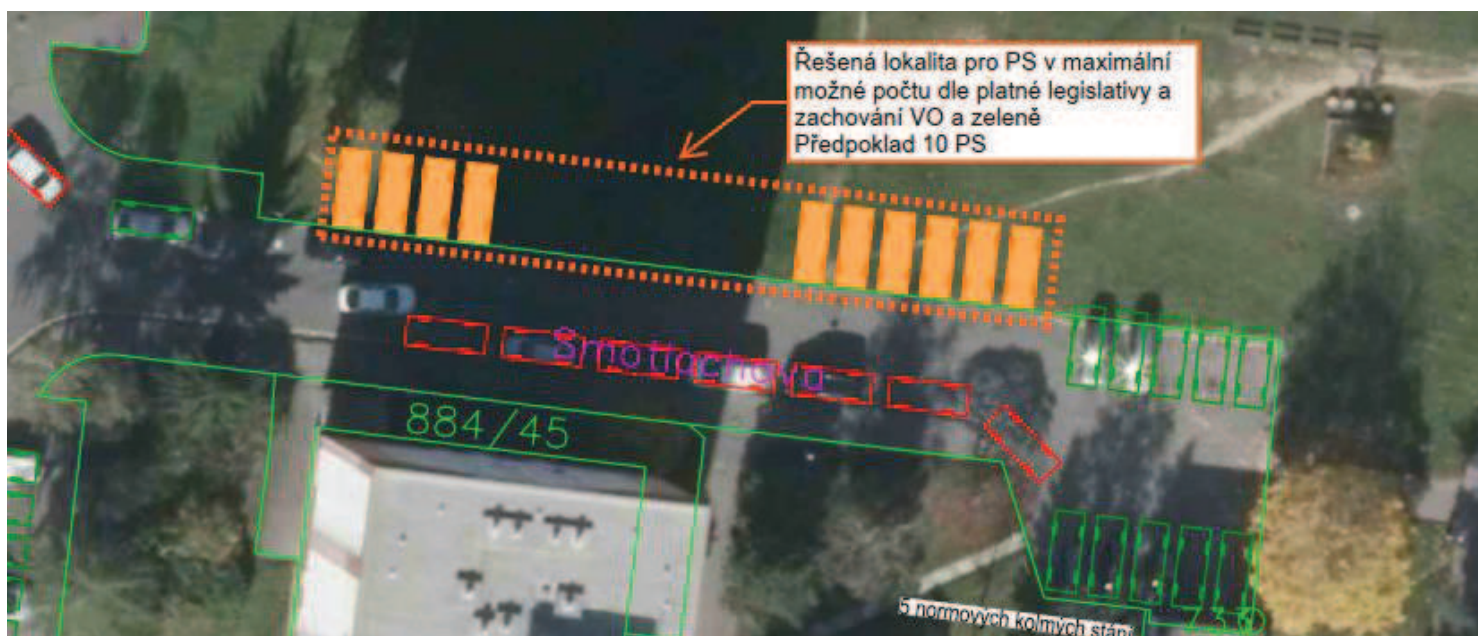 Řešená lokalita pro PS v maximální
možné počtu dle platné legislativy a
zachování VO a zeleně
Předpoklad 10 PS
Smotlachova
884/45
5 normových kolmých stání